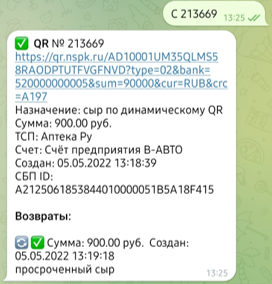 С 213669
13:25
✅ QR № 213669
https://qr.nspk.ru/AD10001UM35QLMS5
8RAODPTUTFVGFNVD?type=02&bank=
520000000005&sum=90000&cur=RUB&crc
=A197
Назначение: сыр по динамическому QR
Сумма: 900.00 руб.
ТСП: Аптека Ру
Счет: Счёт предприятия В-АВТО
Создан: 05.05.2022 13:18:39
СБП ID:
A2125061853844010000051B5A18F415
Возвраты:
🔄 ✅ Сумма: 900.00 руб. Создан:
05.05.2022 13:19:18
просроченный сыр
13:25